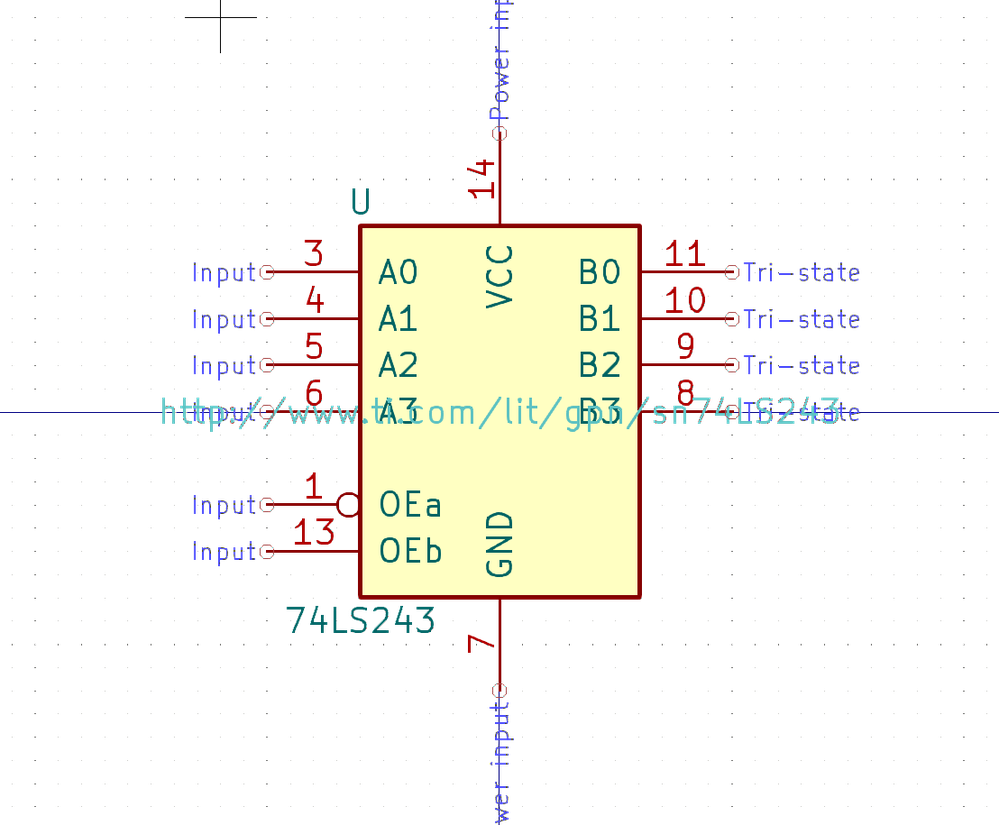 Power inp
14
U
VCC
Input 3 A0 B0 11 Tri-state
Input 4 A1 B1 10 Tri-state
Input 5 A2 B2 9 Tri-state
Input 6 A3 B3 8 Tri-state
http://www.ti.com/lit/gpn/sn74LS243
Input 1 OEa
Input 13 OEb
GND
74LS243
7
wer input